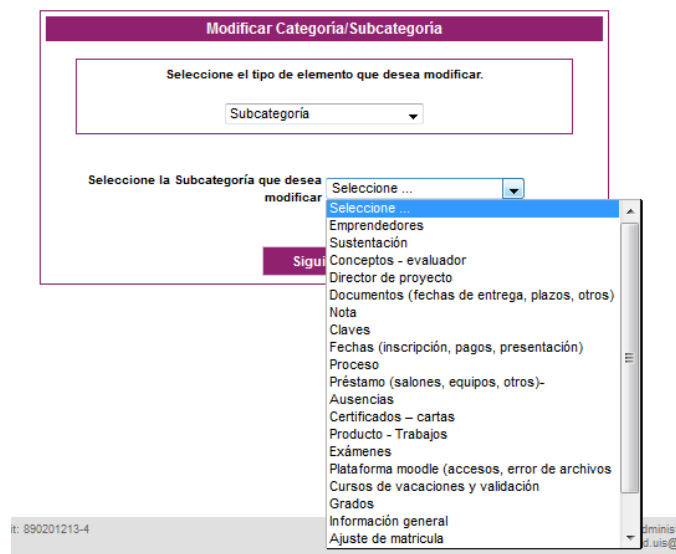 Modificar Categoría/Subcategoria
Seleccione el tipo de elemento que desea modificar.
Subcategoría
Seleccione la Subcategoría que desea
modificar
Seleccione ...
Seleccione ...
Emprendedores
Sustentación
Conceptos - evaluador
Director de proyecto
Documentos (fechas de entrega, plazos, otros)
Nota
Claves
Fechas (inscripción, pagos, presentación)
Proceso
Préstamo (salones, equipos, otros)-
Ausencias
Certificados – cartas
Producto - Trabajos
Exámenes
Plataforma moodle (accesos, error de archivos
Cursos de vacaciones y validación
Grados
Información general
Ajuste de matricula
Sigui
it: 890201213-4
dminis
d.uis@